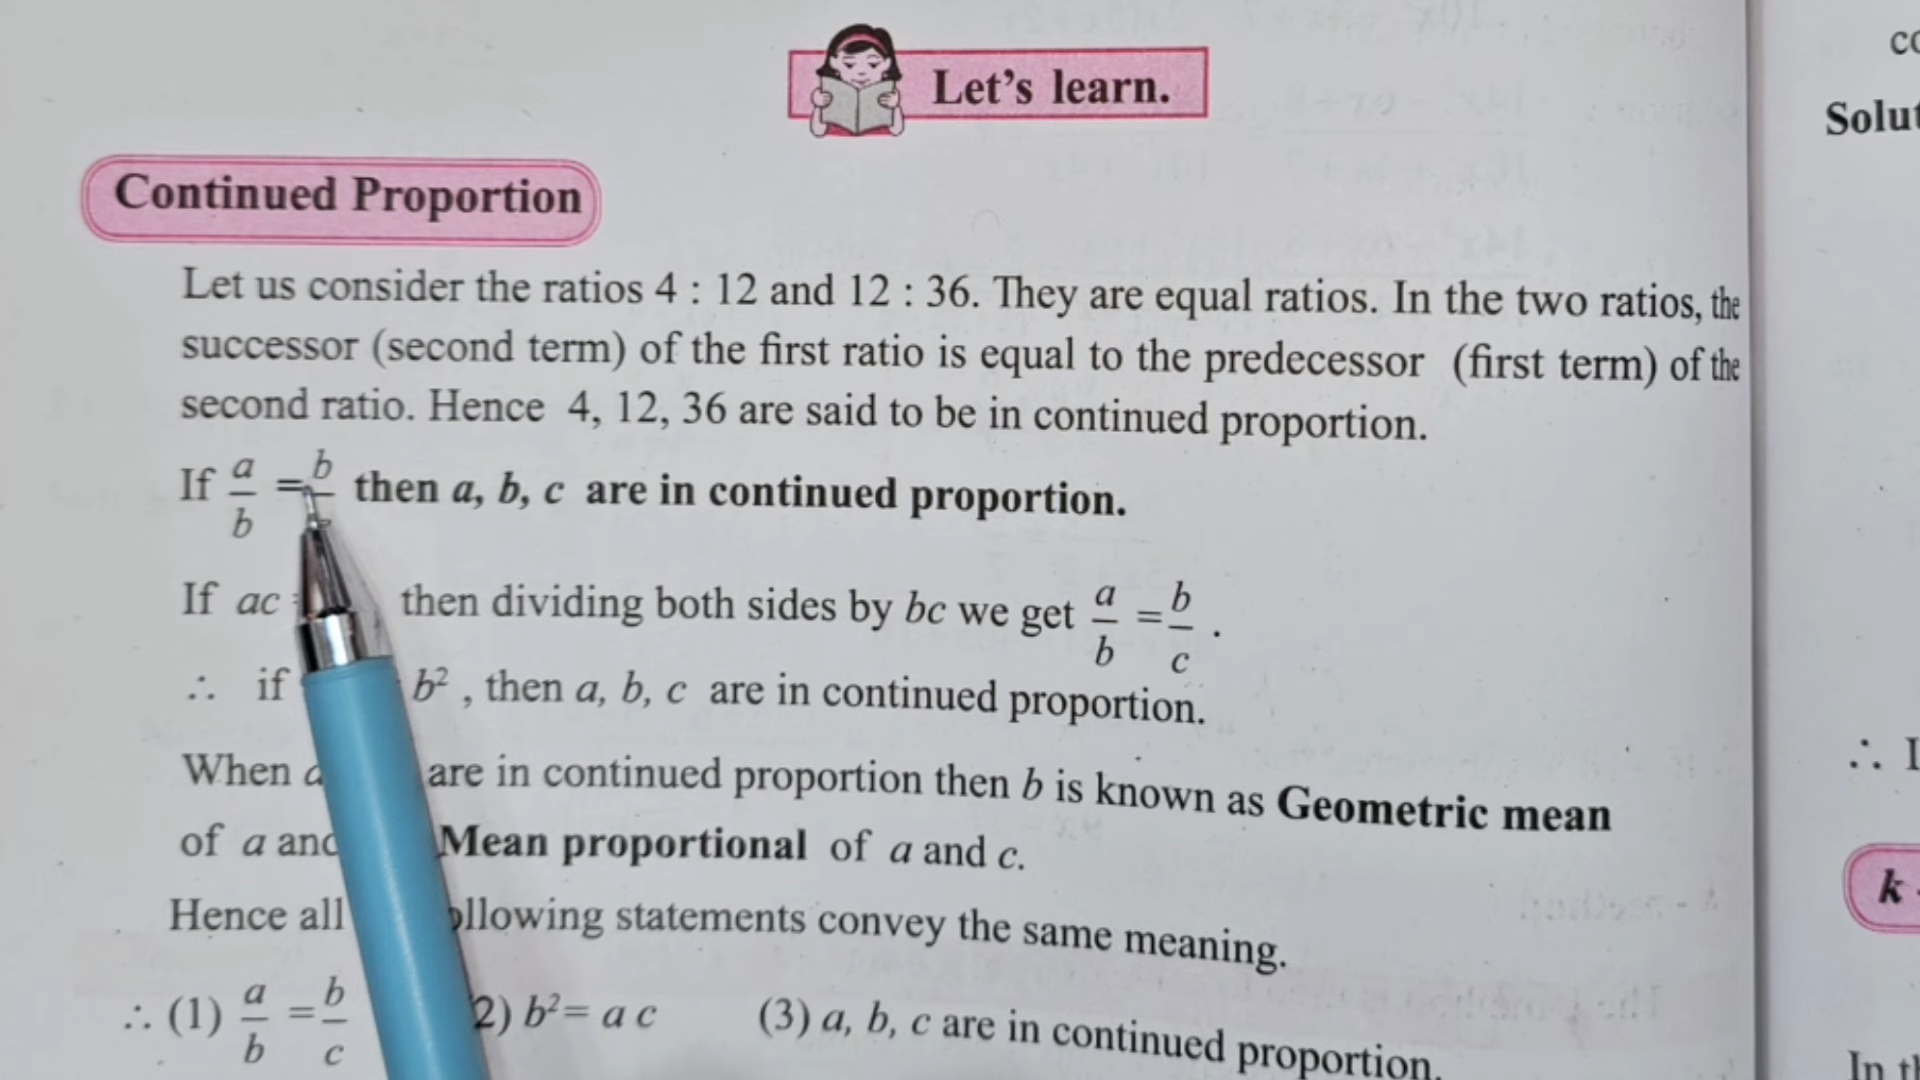 Let's learn.
Continued Proportion
Let us consider the ratios 4 : 12 and 12 : 36. They are equal ratios. In the two ratios, the
successor (second term) of the first ratio is equal to the predecessor (first term) of the
second ratio. Hence 4, 12, 36 are said to be in continued proportion.
If a/b = b/ then a, b, c are in continued proportion.
If ac then dividing both sides by bc we get a/b = b/c .
∴ if b², then a, b, c are in continued proportion.
When are in continued proportion then b is known as Geometric mean
of a and Mean proportional of a and c.
Hence all following statements convey the same meaning.
∴ (1) a/b = b/c 2) b²= a c (3) a, b, c are in continued proportion.
Solut
∴ I
k -
In th